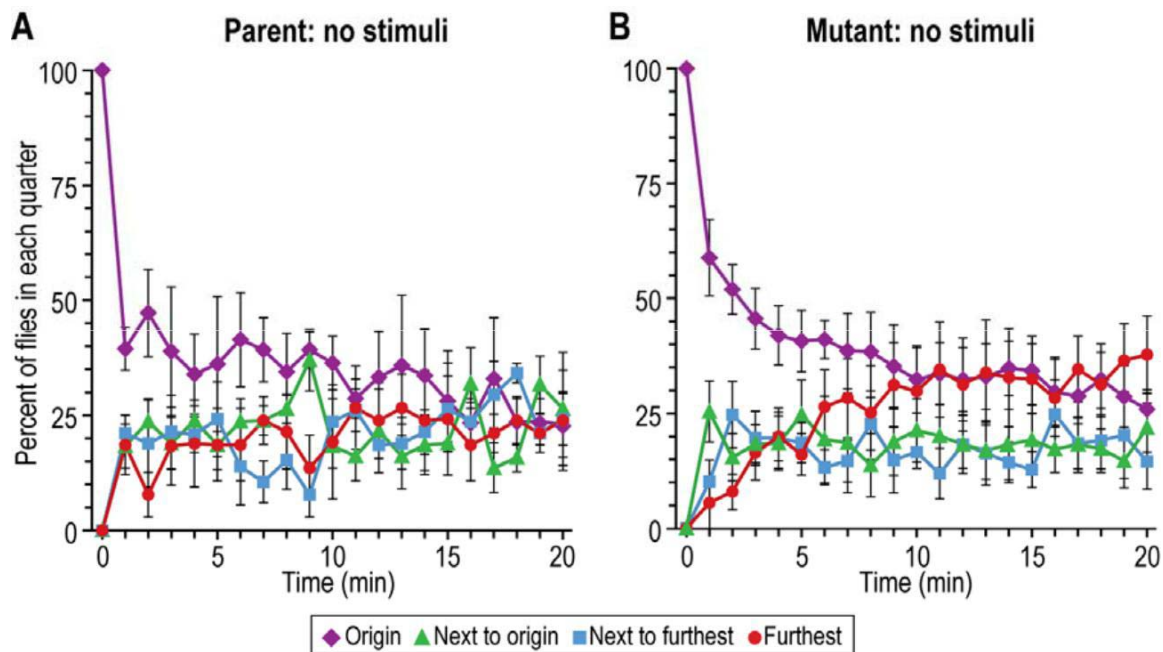 A
Parent: no stimuli
Percent of flies in each quarter
100
75
50
25
0
0 5 10 15 20
Time (min)
B
Mutant: no stimuli
100
75
50
25
0
0 5 10 15 20
Time (min)
Origin Next to origin Next to furthest Furthest